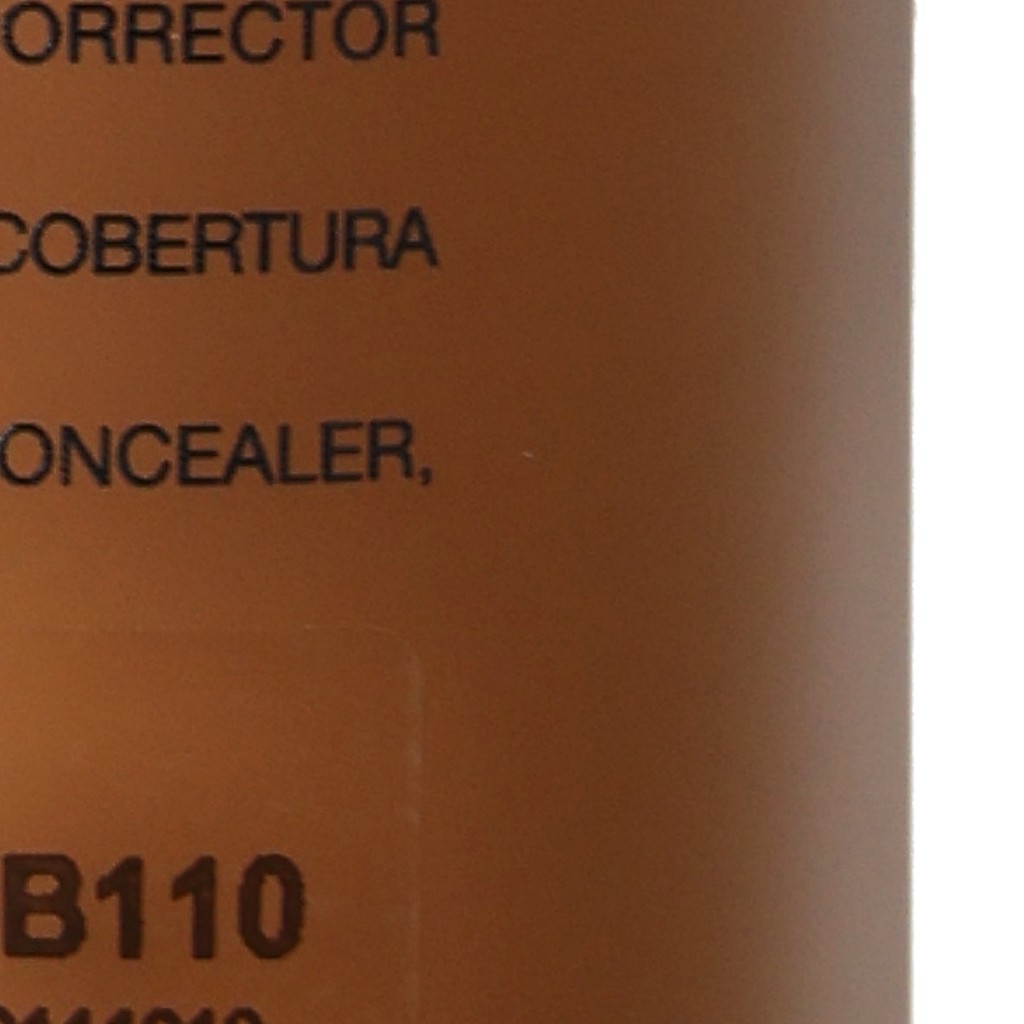 ORRECTOR
COBERTURA
ONCEALER,
B110